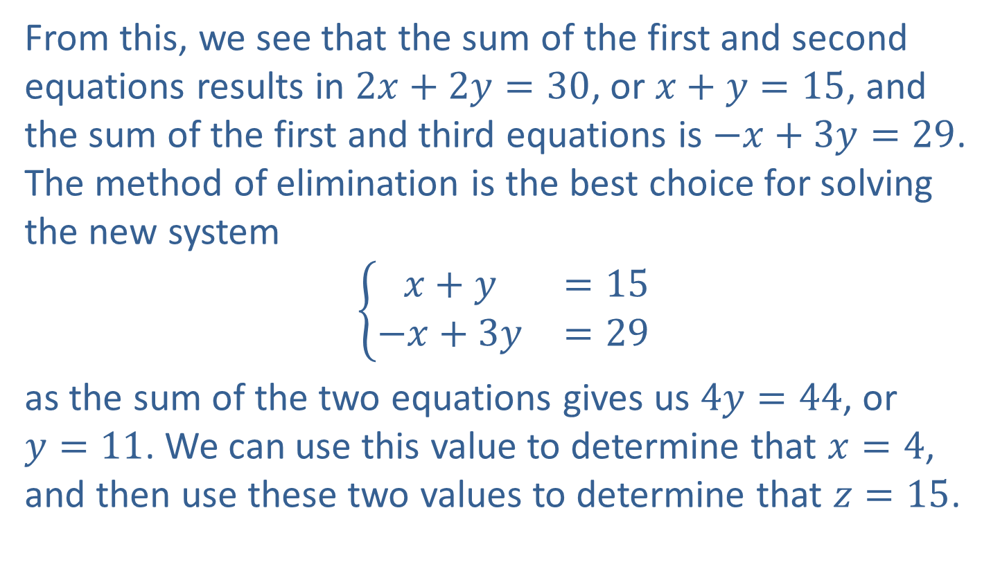 From this, we see that the sum of the first and second
equations results in 2𝑥 + 2𝑦 = 30, or 𝑥 + 𝑦 = 15, and
the sum of the first and third equations is −𝑥 + 3𝑦 = 29.
The method of elimination is the best choice for solving
the new system
{ 𝑥 + 𝑦 = 15
−𝑥 + 3𝑦 = 29
as the sum of the two equations gives us 4𝑦 = 44, or
𝑦 = 11. We can use this value to determine that 𝑥 = 4,
and then use these two values to determine that 𝑧 = 15.